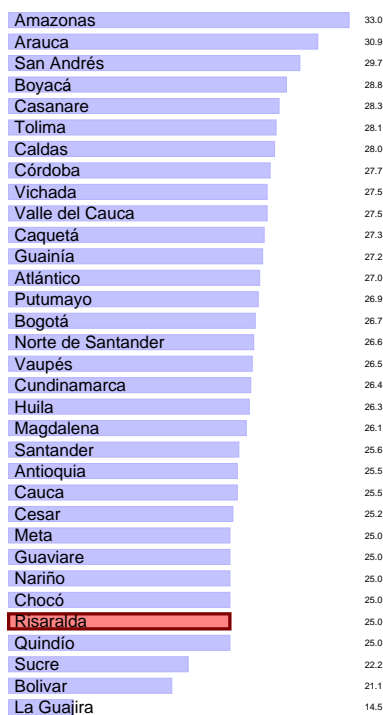 Amazonas 33.0
Arauca 30.9
San Andrés 29.7
Boyacá 28.8
Casanare 28.3
Tolima 28.1
Caldas 28.0
Córdoba 27.7
Vichada 27.5
Valle del Cauca 27.5
Caquetá 27.3
Guainía 27.2
Atlántico 27.0
Putumayo 26.9
Bogotá 26.7
Norte de Santander 26.6
Vaupés 26.5
Cundinamarca 26.4
Huila 26.3
Magdalena 26.1
Santander 25.6
Antioquia 25.5
Cauca 25.5
Cesar 25.2
Meta 25.0
Guaviare 25.0
Nariño 25.0
Chocó 25.0
Risaralda 25.0
Quindío 25.0
Sucre 22.2
Bolivar 21.1
La Guajira 14.5